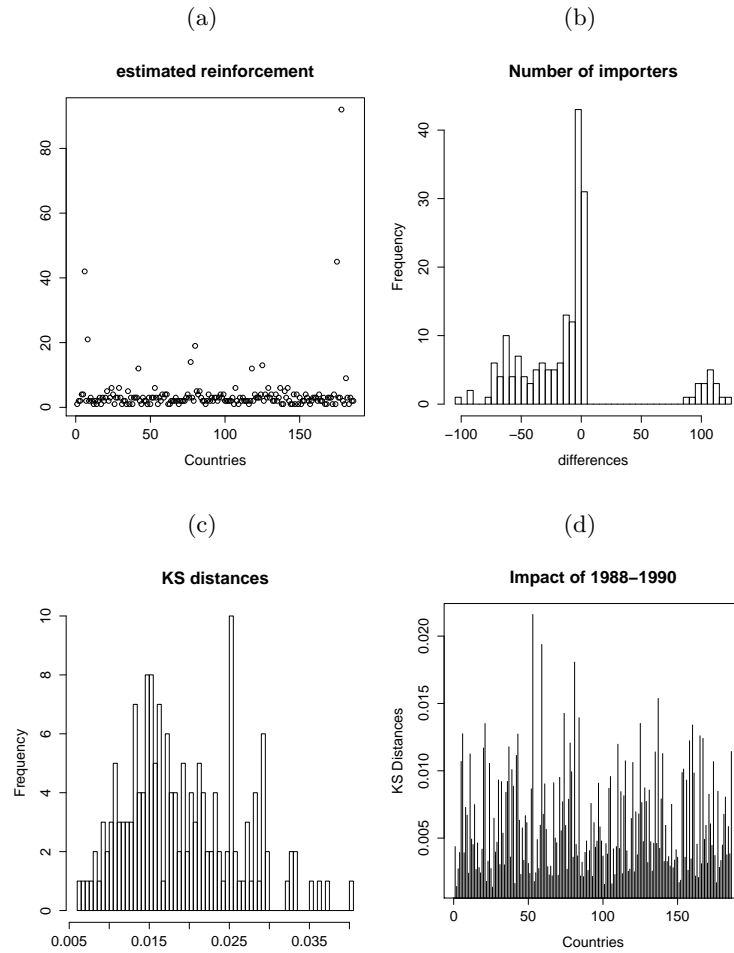 (a)
estimated reinforcement
80
60
40
20
0
0 50 100 150
Countries
(b)
Number of importers
Frequency
40
30
20
10
0
−100 −50 0 50 100
differences
(c)
KS distances
Frequency
10
8
6
4
2
0
0.005 0.015 0.025 0.035
(d)
Impact of 1988−1990
KS Distances
0.020
0.015
0.010
0.005
0 50 100 150
Countries